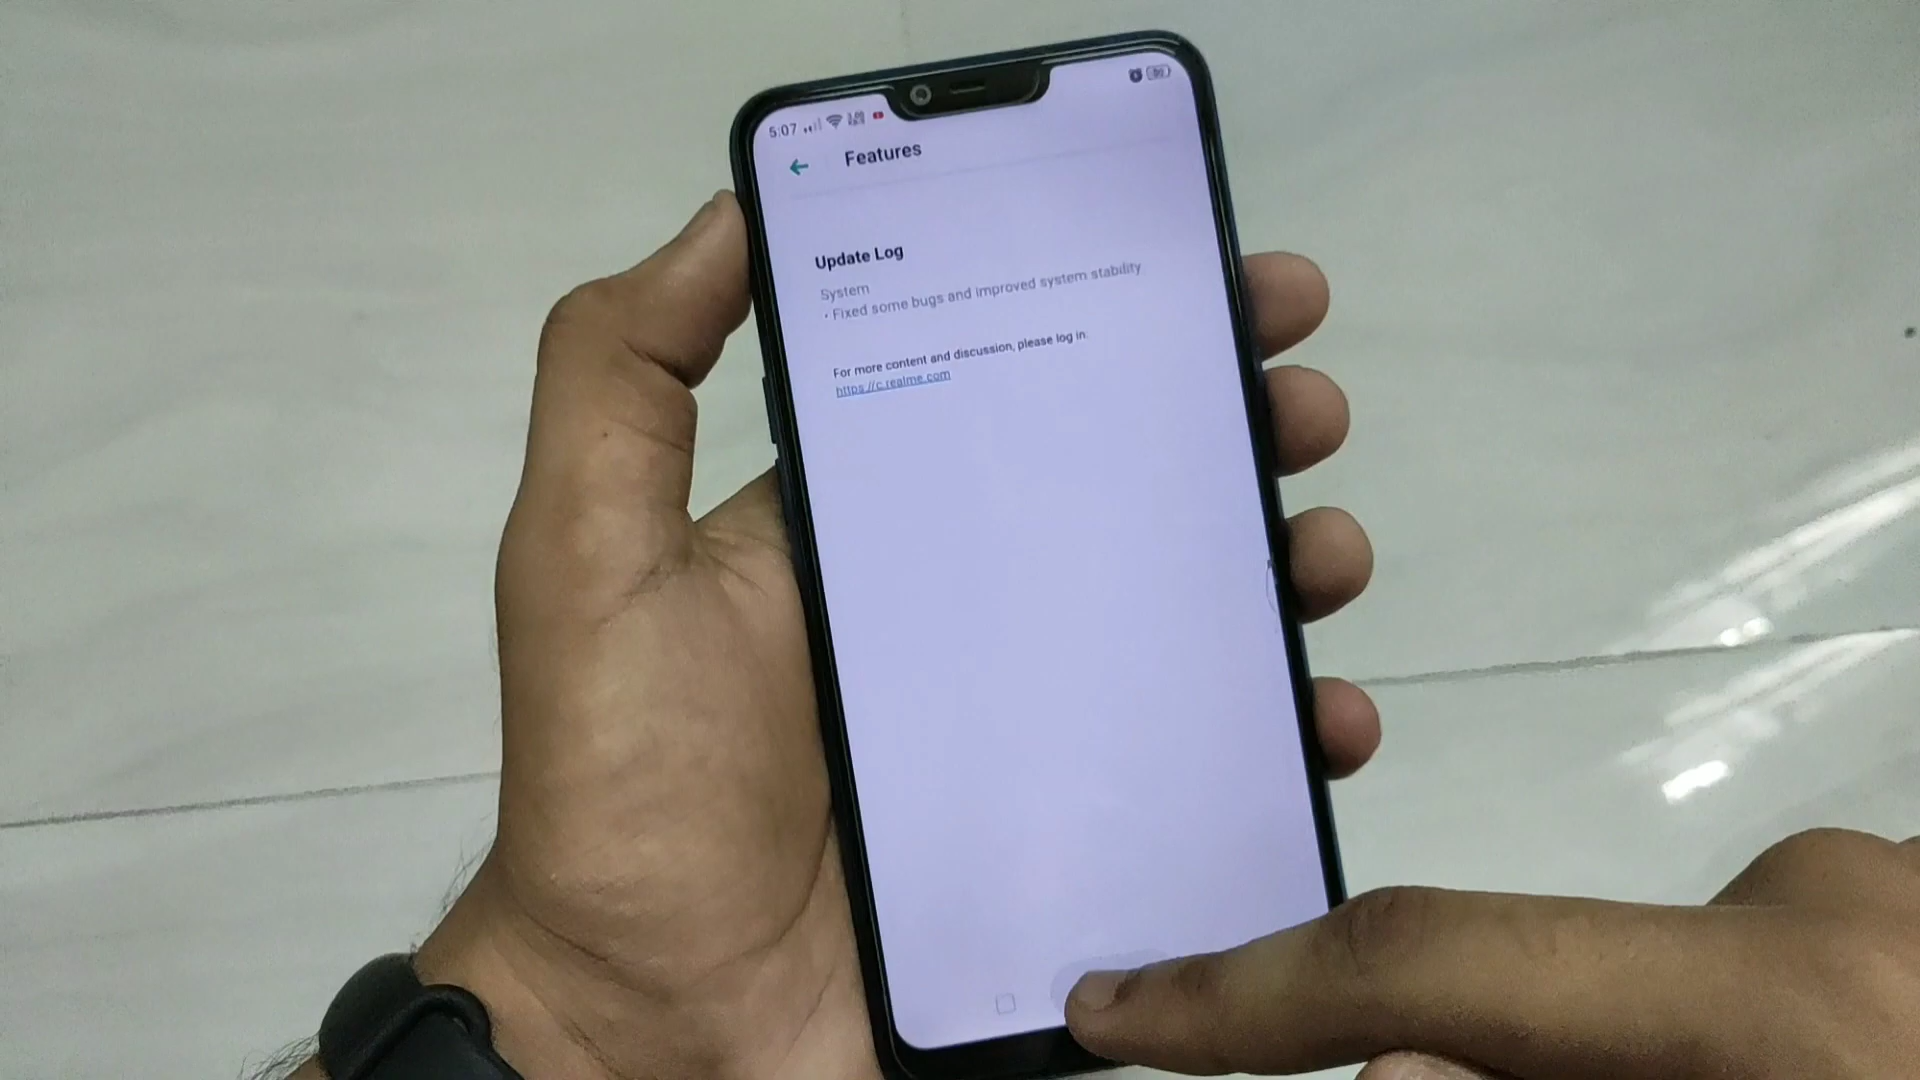 5:07
Features
Update Log
System
• Fixed some bugs and improved system stability
For more content and discussion, please log in:
https://c.realme.com